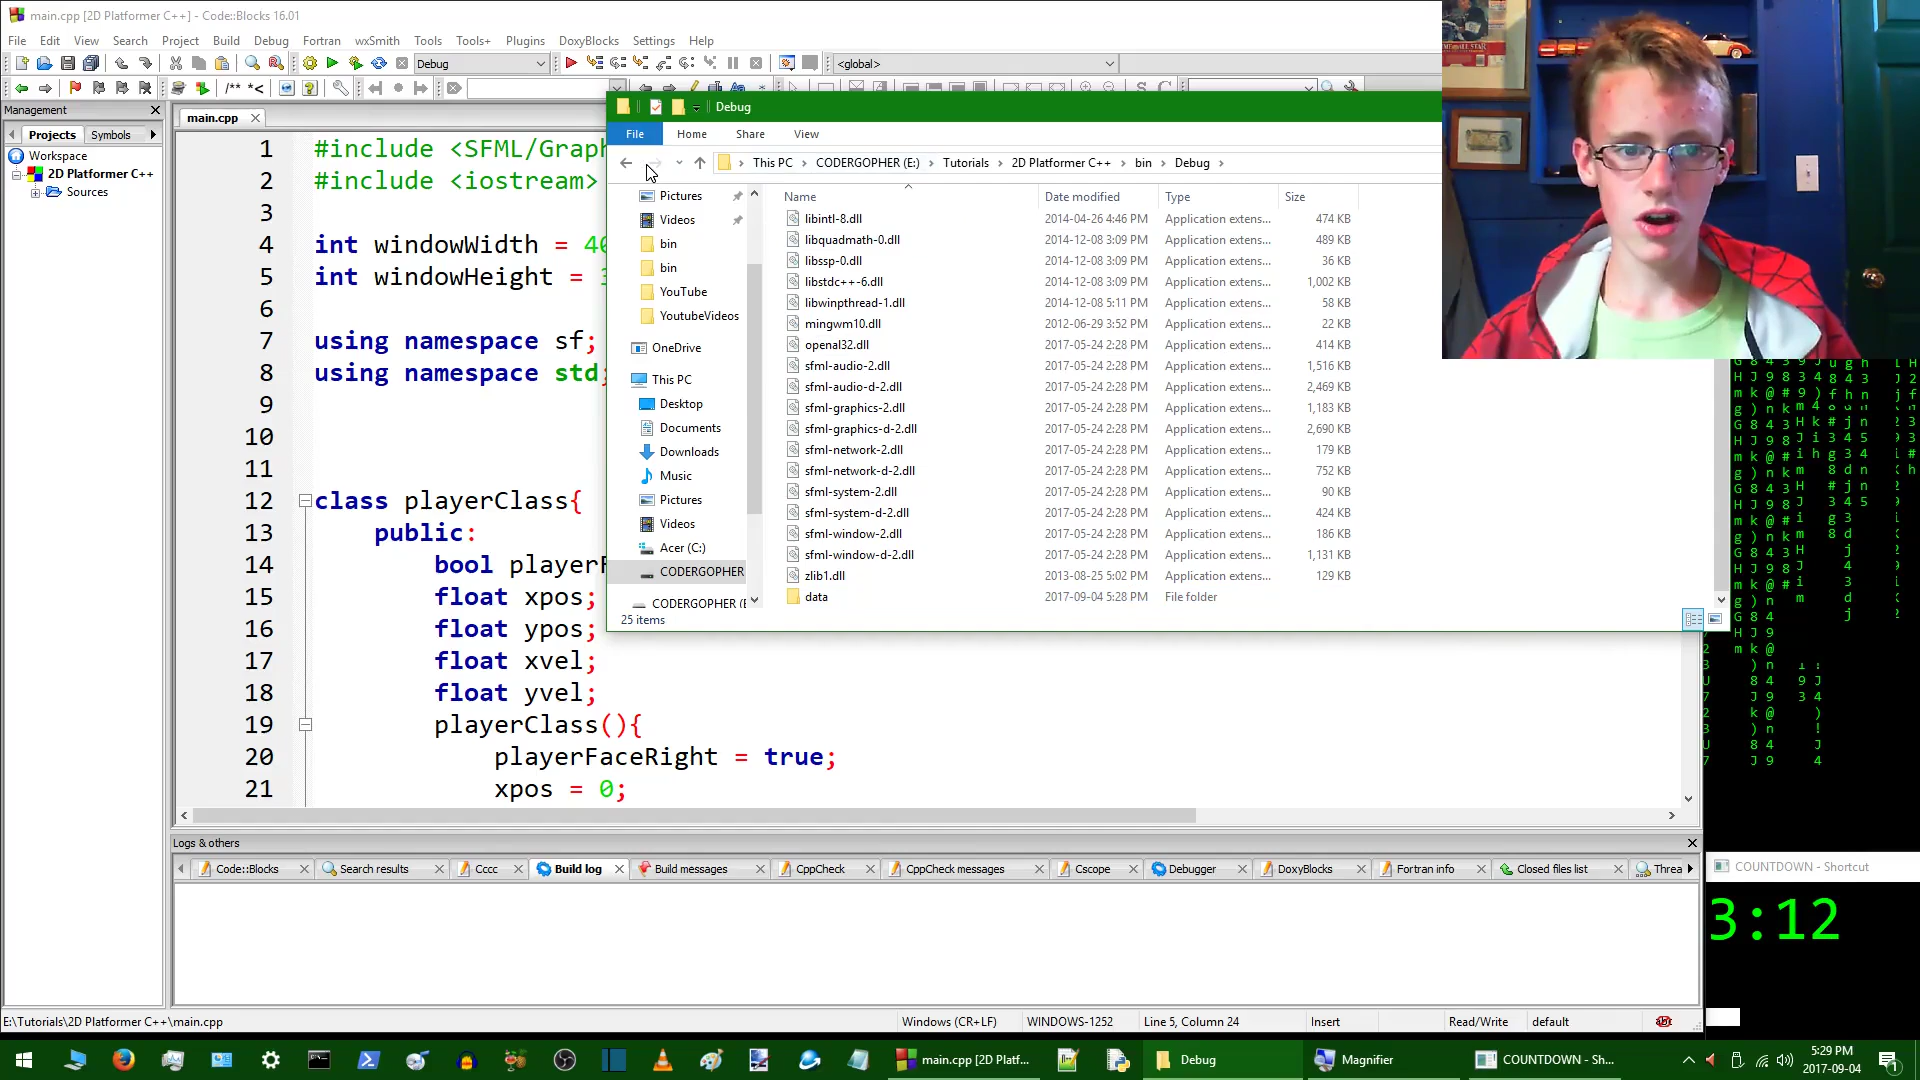 main.cpp [2D Platformer C++] - Code::Blocks 16.01
File Edit View Search Project Build Debug Fortran wxSmith Tools Tools+ Plugins DoxyBlocks Settings Help
Debug
<global>
Management
Projects Symbols
Workspace
2D Platformer C++
Sources
main.cpp
1 #include <SFML/Graph
2 #include <iostream>
3
4 int windowWidth = 40
5 int windowHeight =
6
7 using namespace sf;
8 using namespace std;
9
10
11
12 class playerClass{
13 public:
14 bool playerF
15 float xpos;
16 float ypos;
17 float xvel;
18 float yvel;
19 playerClass(){
20 playerFaceRight = true;
21 xpos = 0;
Debug
File Home Share View
This PC › CODERGOPHER (E:) › Tutorials › 2D Platformer C++ › bin › Debug ›
Pictures
Videos
bin
bin
YouTube
YoutubeVideos
OneDrive
This PC
Desktop
Documents
Downloads
Music
Pictures
Videos
Acer (C:)
CODERGOPHER
CODERGOPHER (E
Name Date modified Type Size
libintl-8.dll 2014-04-26 4:46 PM Application extens... 474 KB
libquadmath-0.dll 2014-12-08 3:09 PM Application extens... 489 KB
libssp-0.dll 2014-12-08 3:09 PM Application extens... 36 KB
libstdc++-6.dll 2014-12-08 3:09 PM Application extens... 1,002 KB
libwinpthread-1.dll 2014-12-08 5:11 PM Application extens... 58 KB
mingwm10.dll 2012-06-29 3:52 PM Application extens... 22 KB
openal32.dll 2017-05-24 2:28 PM Application extens... 414 KB
sfml-audio-2.dll 2017-05-24 2:28 PM Application extens... 1,516 KB
sfml-audio-d-2.dll 2017-05-24 2:28 PM Application extens... 2,469 KB
sfml-graphics-2.dll 2017-05-24 2:28 PM Application extens... 1,183 KB
sfml-graphics-d-2.dll 2017-05-24 2:28 PM Application extens... 2,690 KB
sfml-network-2.dll 2017-05-24 2:28 PM Application extens... 179 KB
sfml-network-d-2.dll 2017-05-24 2:28 PM Application extens... 752 KB
sfml-system-2.dll 2017-05-24 2:28 PM Application extens... 90 KB
sfml-system-d-2.dll 2017-05-24 2:28 PM Application extens... 424 KB
sfml-window-2.dll 2017-05-24 2:28 PM Application extens... 186 KB
sfml-window-d-2.dll 2017-05-24 2:28 PM Application extens... 1,131 KB
zlib1.dll 2013-08-25 5:02 PM Application extens... 129 KB
data 2017-09-04 5:28 PM File folder
25 items
Logs & others
Code::Blocks Search results Cccc Build log Build messages CppCheck CppCheck messages Cscope Debugger DoxyBlocks Fortran info Closed files list Threa
COUNTDOWN - Shortcut
3:12
E:\Tutorials\2D Platformer C++\main.cpp Windows (CR+LF) WINDOWS-1252 Line 5, Column 24 Insert Read/Write default
main.cpp [2D Platf... Debug Magnifier COUNTDOWN - Sh...
5:29 PM
2017-09-04